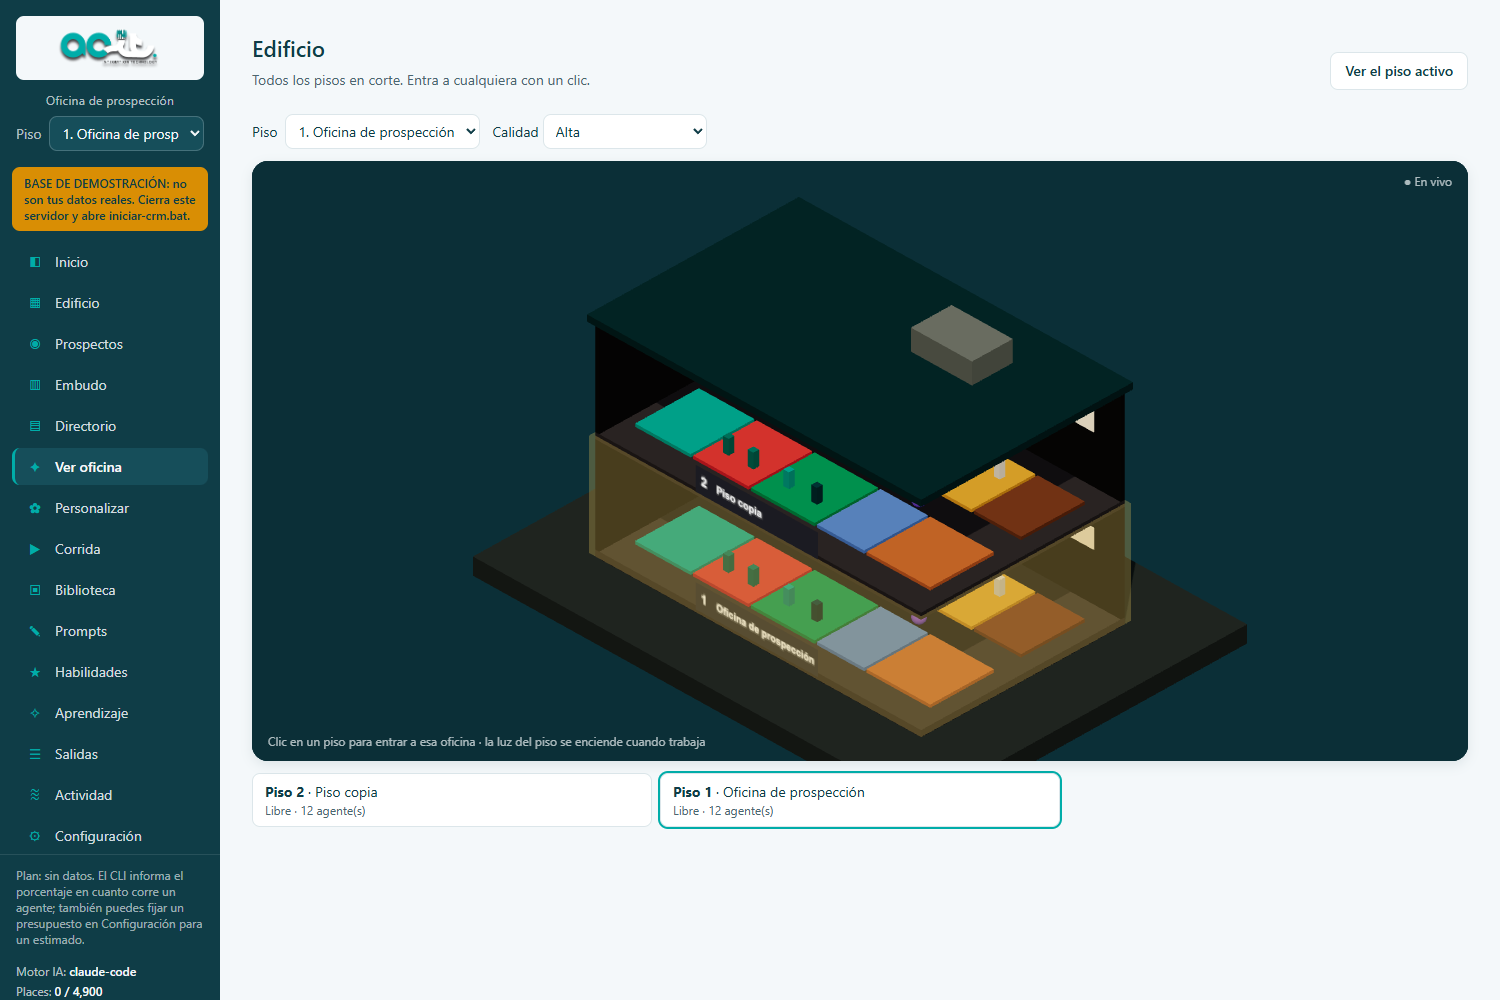 acit
Oficina de prospección
Piso 1. Oficina de prosp
BASE DE DEMOSTRACIÓN: no
son tus datos reales. Cierra este
servidor y abre iniciar-crm.bat.
Inicio
Edificio
Prospectos
Embudo
Directorio
Ver oficina
Personalizar
Corrida
Biblioteca
Prompts
Habilidades
Aprendizaje
Salidas
Actividad
Configuración
Plan: sin datos. El CLI informa el
porcentaje en cuanto corre un
agente; también puedes fijar un
presupuesto en Configuración para
un estimado.
Motor IA: claude-code
Places: 0 / 4,900
Edificio
Todos los pisos en corte. Entra a cualquiera con un clic.
Ver el piso activo
Piso 1. Oficina de prospección Calidad Alta
En vivo
2 Piso copia
1 Oficina de prospección
Clic en un piso para entrar a esa oficina · la luz del piso se enciende cuando trabaja
Piso 2 · Piso copia
Libre · 12 agente(s)
Piso 1 · Oficina de prospección
Libre · 12 agente(s)